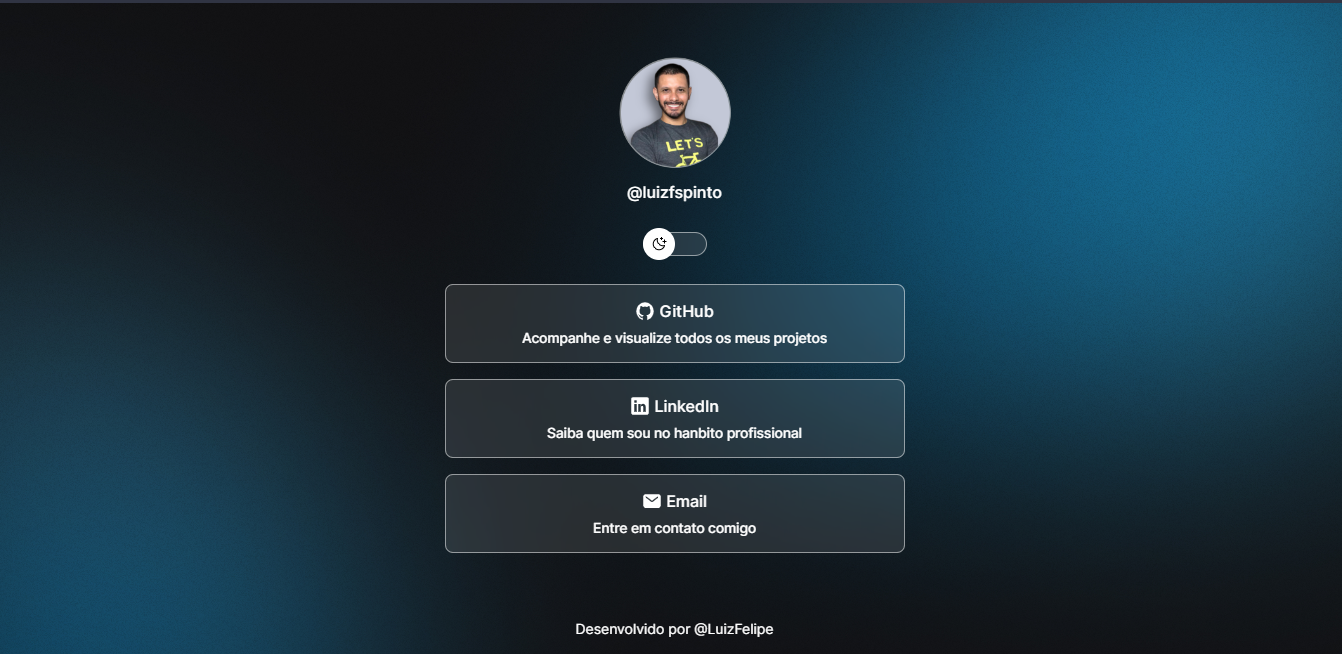 LET'S
@luizfspinto
GitHub
Acompanhe e visualize todos os meus projetos
in LinkedIn
Saiba quem sou no hanbito profissional
Email
Entre em contato comigo
Desenvolvido por @LuizFelipe